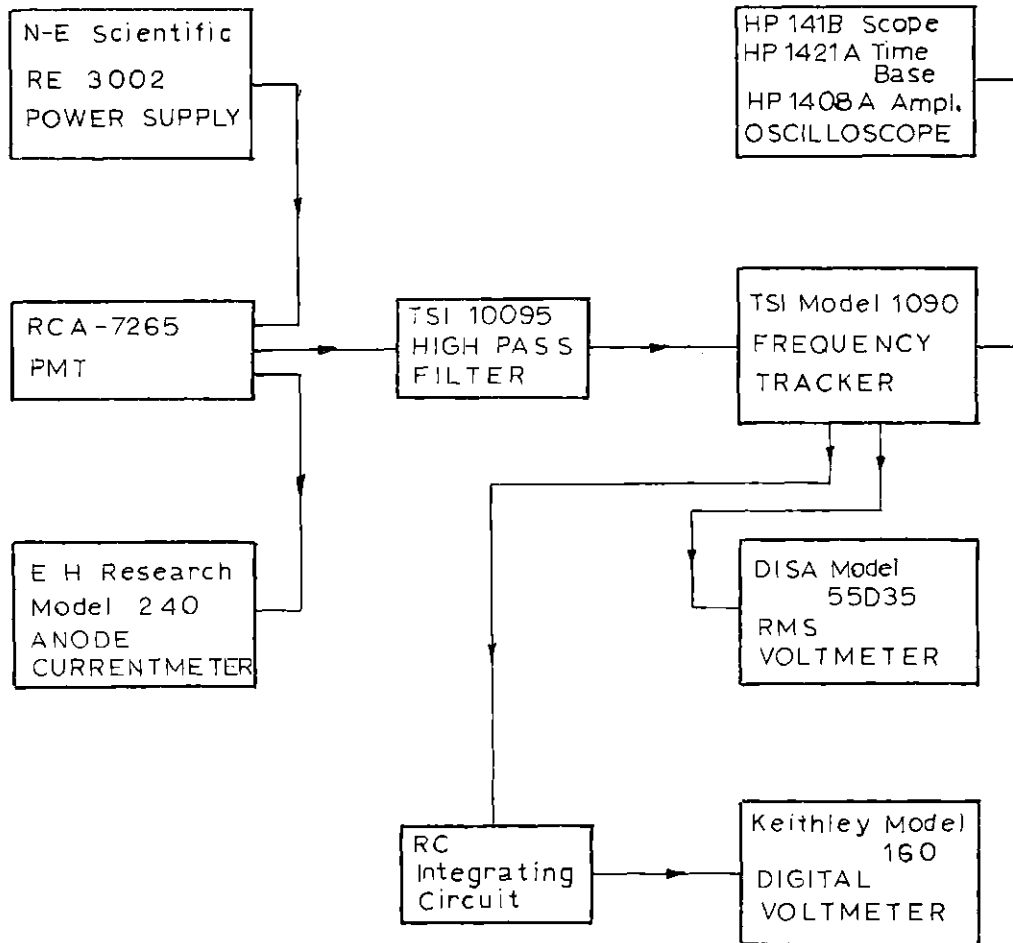 N-E Scientific
RE 3002
POWER SUPPLY
HP 141B Scope
HP 1421A Time
Base
HP 1408A Ampl.
OSCILLOSCOPE
RCA-7265
PMT
TSI 10095
HIGH PASS
FILTER
TSI Model 1090
FREQUENCY
TRACKER
E H Research
Model 240
ANODE
CURRENTMETER
DISA Model
55D35
RMS
VOLTMETER
RC
Integrating
Circuit
Keithley Model
160
DIGITAL
VOLTMETER